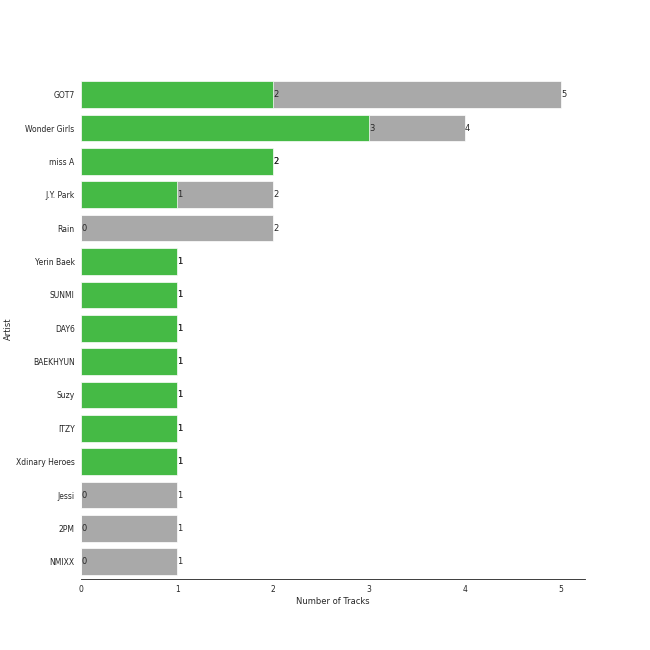 GOT7 2 5
Wonder Girls 3 4
miss A 2
J.Y. Park 1 2
Rain 0 2
Yerin Baek 1
SUNMI 1
DAY6 1
BAEKHYUN 1
Suzy 1
ITZY 1
Xdinary Heroes 1
Jessi 0 1
2PM 0 1
NMIXX 0 1
Artist
0 1 2 3 4 5
Number of Tracks